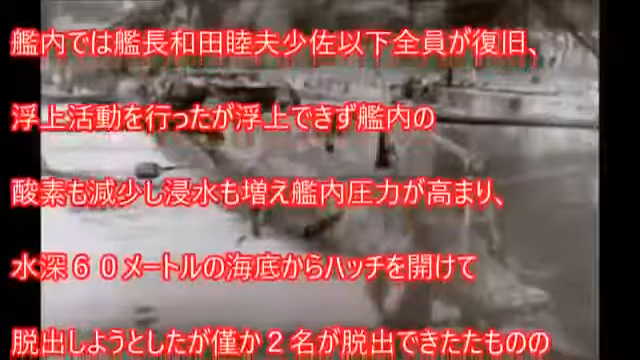 艦内では艦長和田睦夫少佐以下全員が復旧、
浮上活動を行ったが浮上できず艦内の
酸素も減少し浸水も増え艦内圧力が高まり、
水深６０メートルの海底からハッチを開けて
脱出しようとしたが僅か２名が脱出できたたものの